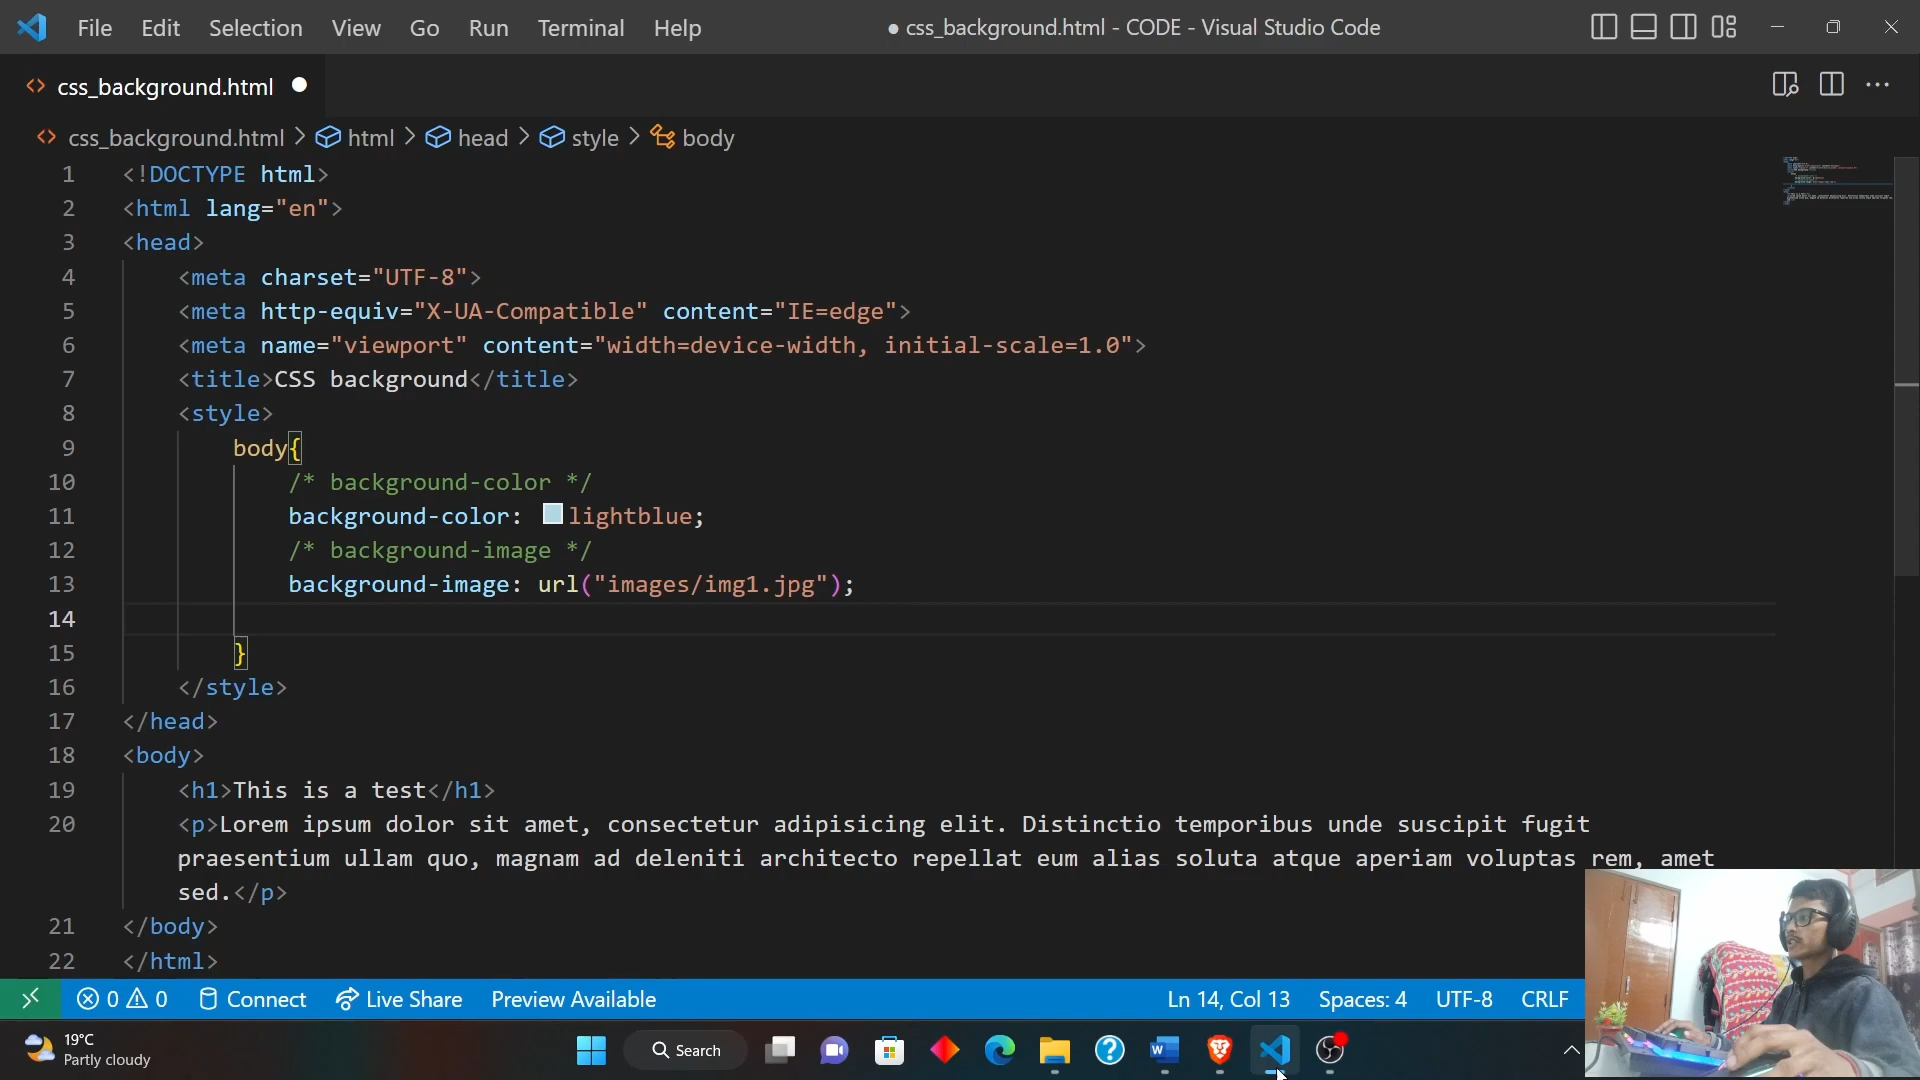 File Edit Selection View Go Run Terminal Help ● css_background.html - CODE - Visual Studio Code
<> css_background.html ●
<> css_background.html > html > head > style > body
1 <!DOCTYPE html>
2 <html lang="en">
3 <head>
4 <meta charset="UTF-8">
5 <meta http-equiv="X-UA-Compatible" content="IE=edge">
6 <meta name="viewport" content="width=device-width, initial-scale=1.0">
7 <title>CSS background</title>
8 <style>
9 body{
10 /* background-color */
11 background-color: lightblue;
12 /* background-image */
13 background-image: url("images/img1.jpg");
14
15 }
16 </style>
17 </head>
18 <body>
19 <h1>This is a test</h1>
20 <p>Lorem ipsum dolor sit amet, consectetur adipisicing elit. Distinctio temporibus unde suscipit fugit
praesentium ullam quo, magnam ad deleniti architecto repellat eum alias soluta atque aperiam voluptas rem, amet
sed.</p>
21 </body>
22 </html>
0 0 Connect Live Share Preview Available Ln 14, Col 13 Spaces: 4 UTF-8 CRLF
19°C
Partly cloudy
Search